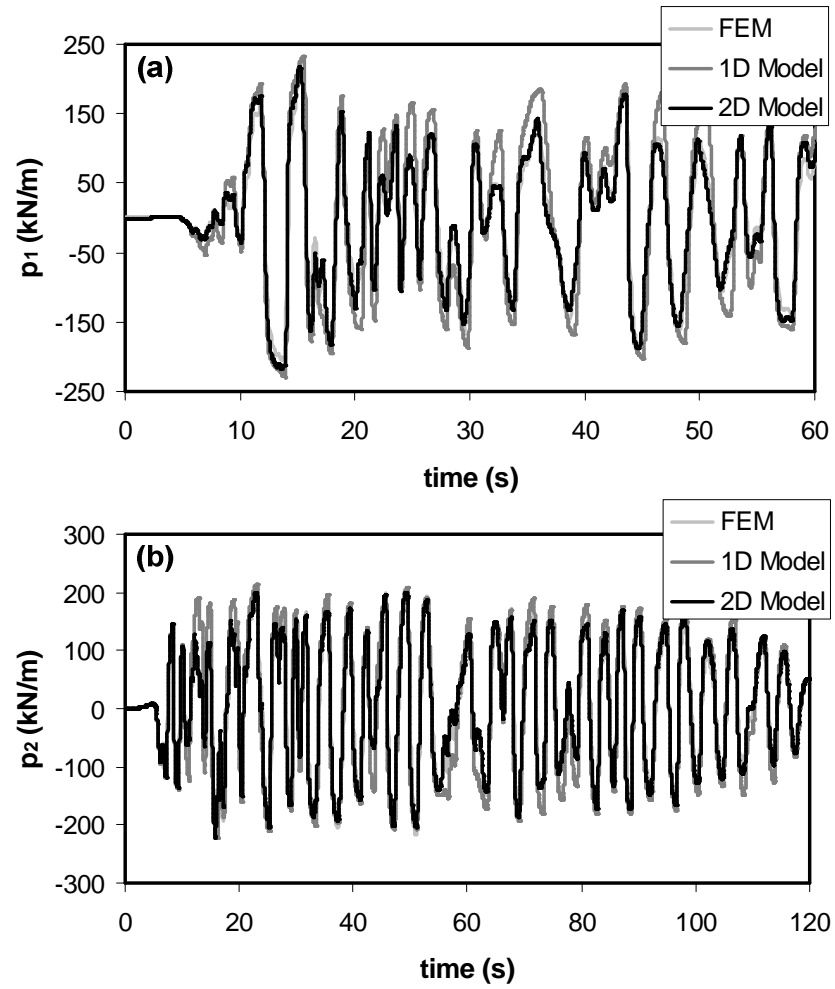 FEM
1D Model
2D Model
(a)
250
150
50
-50
-150
-250
p1 (kN/m)
0 10 20 30 40 50 60
time (s)
FEM
1D Model
2D Model
(b)
300
200
100
0
-100
-200
-300
p2 (kN/m)
0 20 40 60 80 100 120
time (s)